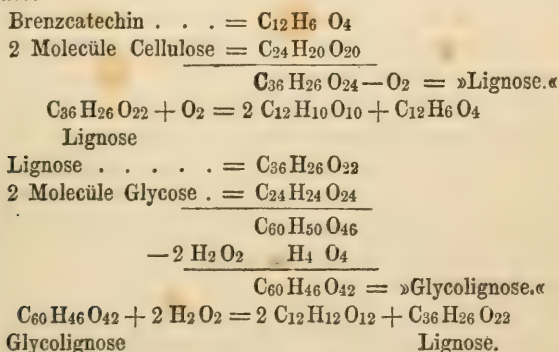 Brenzcatechin . . . = C12 H6 O4
2 Molecüle Cellulose = C24 H20 O20
C36 H26 O24 — O2 = »Lignose.«
C36 H26 O22 + O2 = 2 C12 H10 O10 + C12 H6 O4
Lignose
Lignose . . . . . = C36 H26 O22
2 Molecüle Glycose . = C24 H24 O24
C60 H50 O46
— 2 H2 O2 H4 O4
C60 H46 O42 = »Glycolignose.«
C60 H46 O42 + 2 H2 O2 = 2 C12 H12 O12 + C36 H26 O22
Glycolignose Lignose.